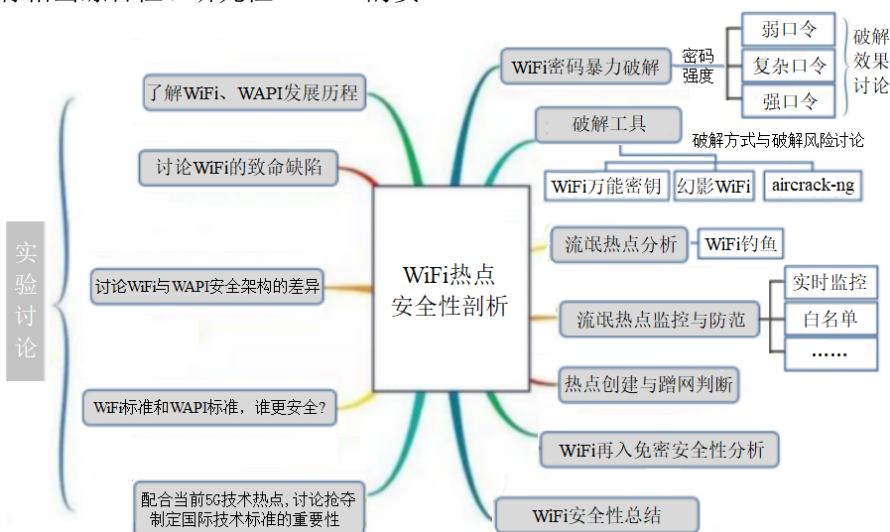 实验讨论
了解WiFi、WAPI发展历程
讨论WiFi的致命缺陷
讨论WiFi与WAPI安全架构的差异
WiFi标准和WAPI标准，谁更安全?
配合当前5G技术热点,讨论抢夺
制定国际技术标准的重要性
WiFi热点
安全性剖析
WiFi密码暴力破解
密码
强度
弱口令
复杂口令
强口令
破解
效果
讨论
破解工具
破解方式与破解风险讨论
WiFi万能密钥
幻影WiFi
aircrack-ng
流氓热点分析
WiFi钓鱼
流氓热点监控与防范
实时监控
白名单
……
热点创建与蹭网判断
WiFi再入免密安全性分析
WiFi安全性总结